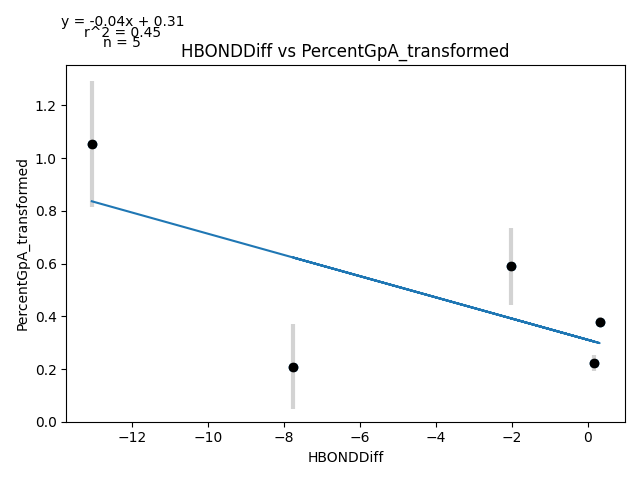 y = -0.04x + 0.31
r^2 = 0.45
n = 5
HBONDDiff vs PercentGpA_transformed
PercentGpA_transformed
1.2
1.0
0.8
0.6
0.4
0.2
0.0
−12
−10
−8
−6
−4
−2
0
HBONDDiff